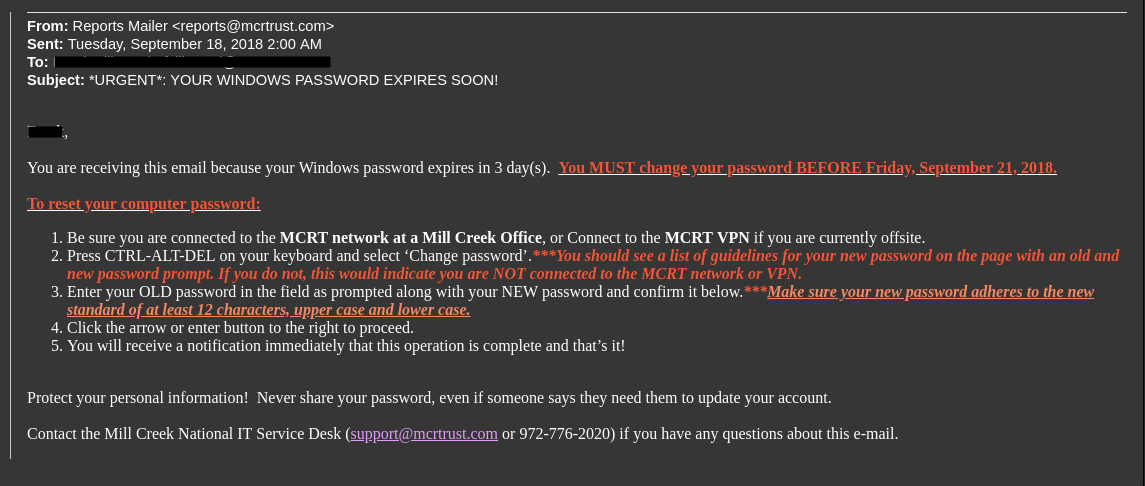 From: Reports Mailer <reports@mcrtrust.com>
Sent: Tuesday, September 18, 2018 2:00 AM
To:
Subject: *URGENT*: YOUR WINDOWS PASSWORD EXPIRES SOON!
,
You are receiving this email because your Windows password expires in 3 day(s).  You MUST change your password BEFORE Friday, September 21, 2018.
To reset your computer password:
1. Be sure you are connected to the MCRT network at a Mill Creek Office, or Connect to the MCRT VPN if you are currently offsite.
2. Press CTRL-ALT-DEL on your keyboard and select ‘Change password’.***You should see a list of guidelines for your new password on the page with an old and
new password prompt. If you do not, this would indicate you are NOT connected to the MCRT network or VPN.
3. Enter your OLD password in the field as prompted along with your NEW password and confirm it below.***Make sure your new password adheres to the new
standard of at least 12 characters, upper case and lower case.
4. Click the arrow or enter button to the right to proceed.
5. You will receive a notification immediately that this operation is complete and that’s it!
Protect your personal information!  Never share your password, even if someone says they need them to update your account.
Contact the Mill Creek National IT Service Desk (support@mcrtrust.com or 972-776-2020) if you have any questions about this e-mail.